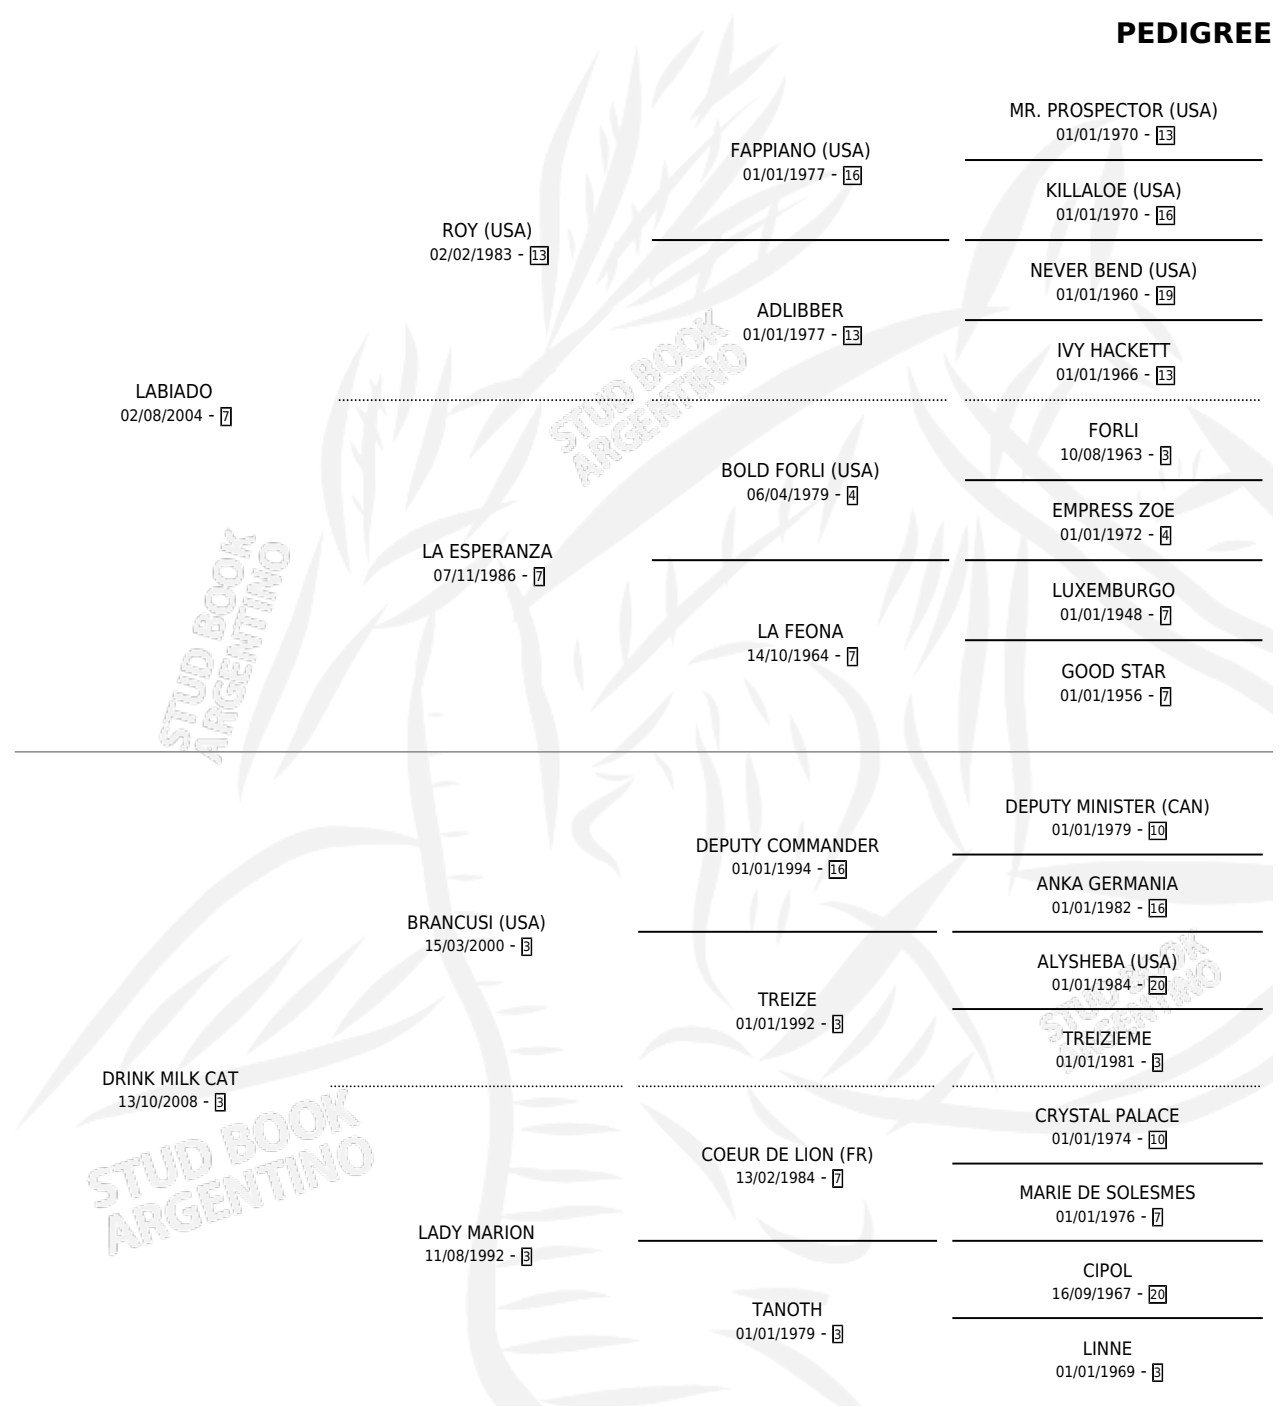 PEDIGREE
MR. PROSPECTOR (USA)
01/01/1970 - 13
FAPPIANO (USA)
01/01/1977 - 16
KILLALOE (USA)
01/01/1970 - 16
ROY (USA)
02/02/1983 - 13
NEVER BEND (USA)
01/01/1960 - 19
ADLIBBER
01/01/1977 - 13
IVY HACKETT
01/01/1966 - 13
LABIADO
02/08/2004 - 7
FORLI
10/08/1963 - 3
BOLD FORLI (USA)
06/04/1979 - 4
EMPRESS ZOE
01/01/1972 - 4
LA ESPERANZA
07/11/1986 - 7
LUXEMBURGO
01/01/1948 - 7
LA FEONA
14/10/1964 - 7
GOOD STAR
01/01/1956 - 7
DEPUTY MINISTER (CAN)
01/01/1979 - 10
DEPUTY COMMANDER
01/01/1994 - 16
ANKA GERMANIA
01/01/1982 - 16
BRANCUSI (USA)
15/03/2000 - 3
ALYSHEBA (USA)
01/01/1984 - 20
TREIZE
01/01/1992 - 3
TREIZIEME
01/01/1981 - 3
DRINK MILK CAT
13/10/2008 - 3
CRYSTAL PALACE
01/01/1974 - 10
COEUR DE LION (FR)
13/02/1984 - 7
MARIE DE SOLESMES
01/01/1976 - 7
LADY MARION
11/08/1992 - 3
CIPOL
16/09/1967 - 20
TANOTH
01/01/1979 - 3
LINNE
01/01/1969 - 3
STUD BOOK
ARGENTINO
STUD BOOK
ARGENTINO
STUD BOOK
ARGENTINO
STUD BOOK
ARGENTINO